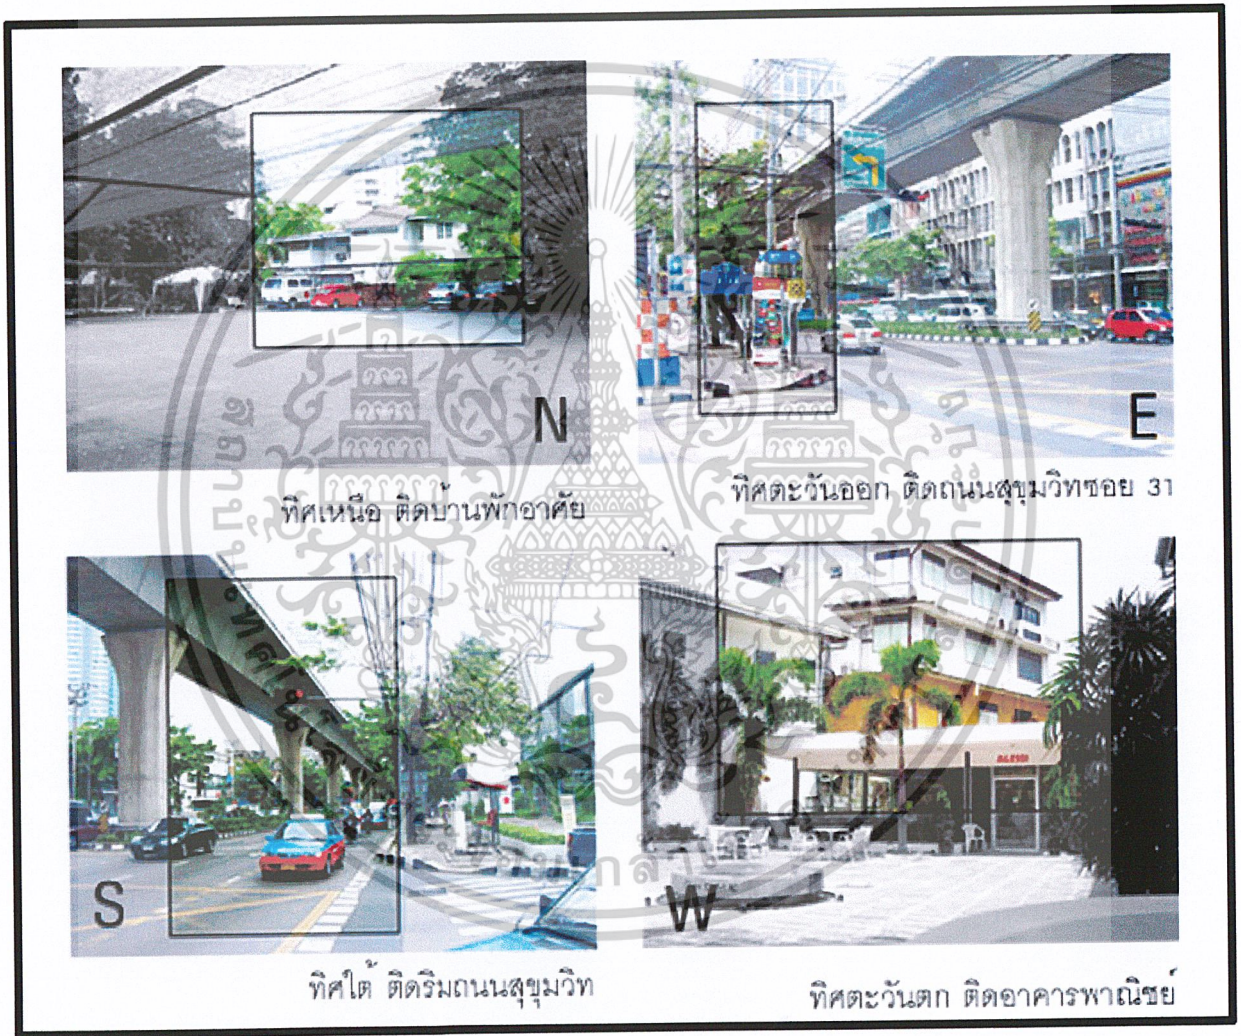 N
E
ทิศเหนือ ติดบ้านพักอาศัย
ทิศตะวันออก ติดถนนสุขุมวิทซอย 31
S
W
ทิศใต้ ติดริมถนนสุขุมวิท
ทิศตะวันตก ติดอาคารพาณิชย์